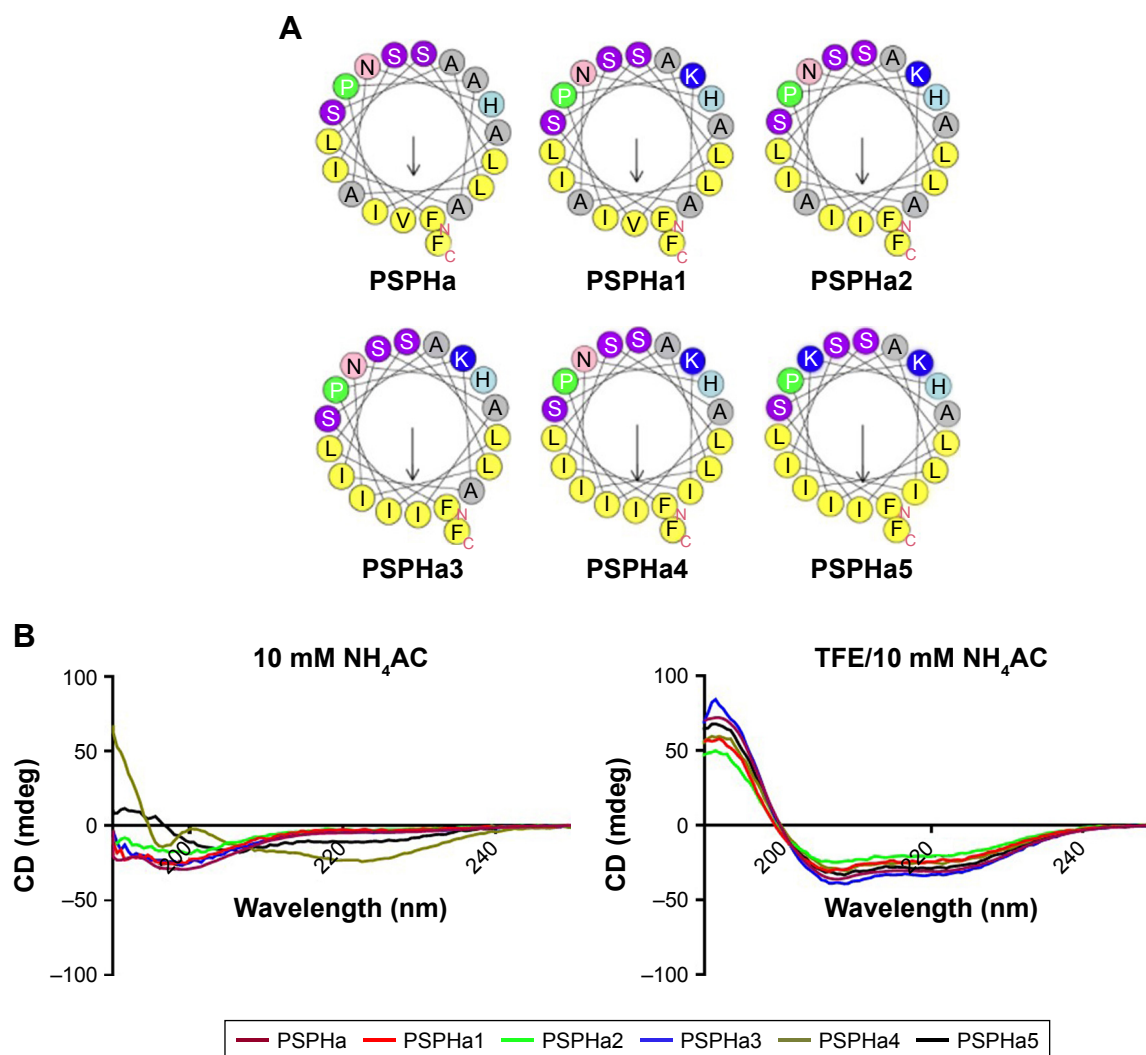 A
N S S A A
P H
S A
L L
I L
A A
I V F
N
F
C
PSPHa
N S S A K
P H
S A
L L
I L
A A
I V F
N
F
C
PSPHa1
N S S A K
P H
S A
L L
I L
A A
I I F
N
F
C
PSPHa2
N S S A K
P H
S A
L L
I L
I A
I I F
N
F
C
PSPHa3
N S S A K
P H
S A
L L
I L
I I
I I F
N
F
C
PSPHa4
K S S A K
P H
S A
L L
I L
I I
I I F
N
F
C
PSPHa5
B
10 mM NH₄AC
100
50
0
–50
–100
CD (mdeg)
200
220
240
Wavelength (nm)
TFE/10 mM NH₄AC
100
50
0
–50
–100
CD (mdeg)
200
220
240
Wavelength (nm)
PSPHa PSPHa1 PSPHa2 PSPHa3 PSPHa4 PSPHa5